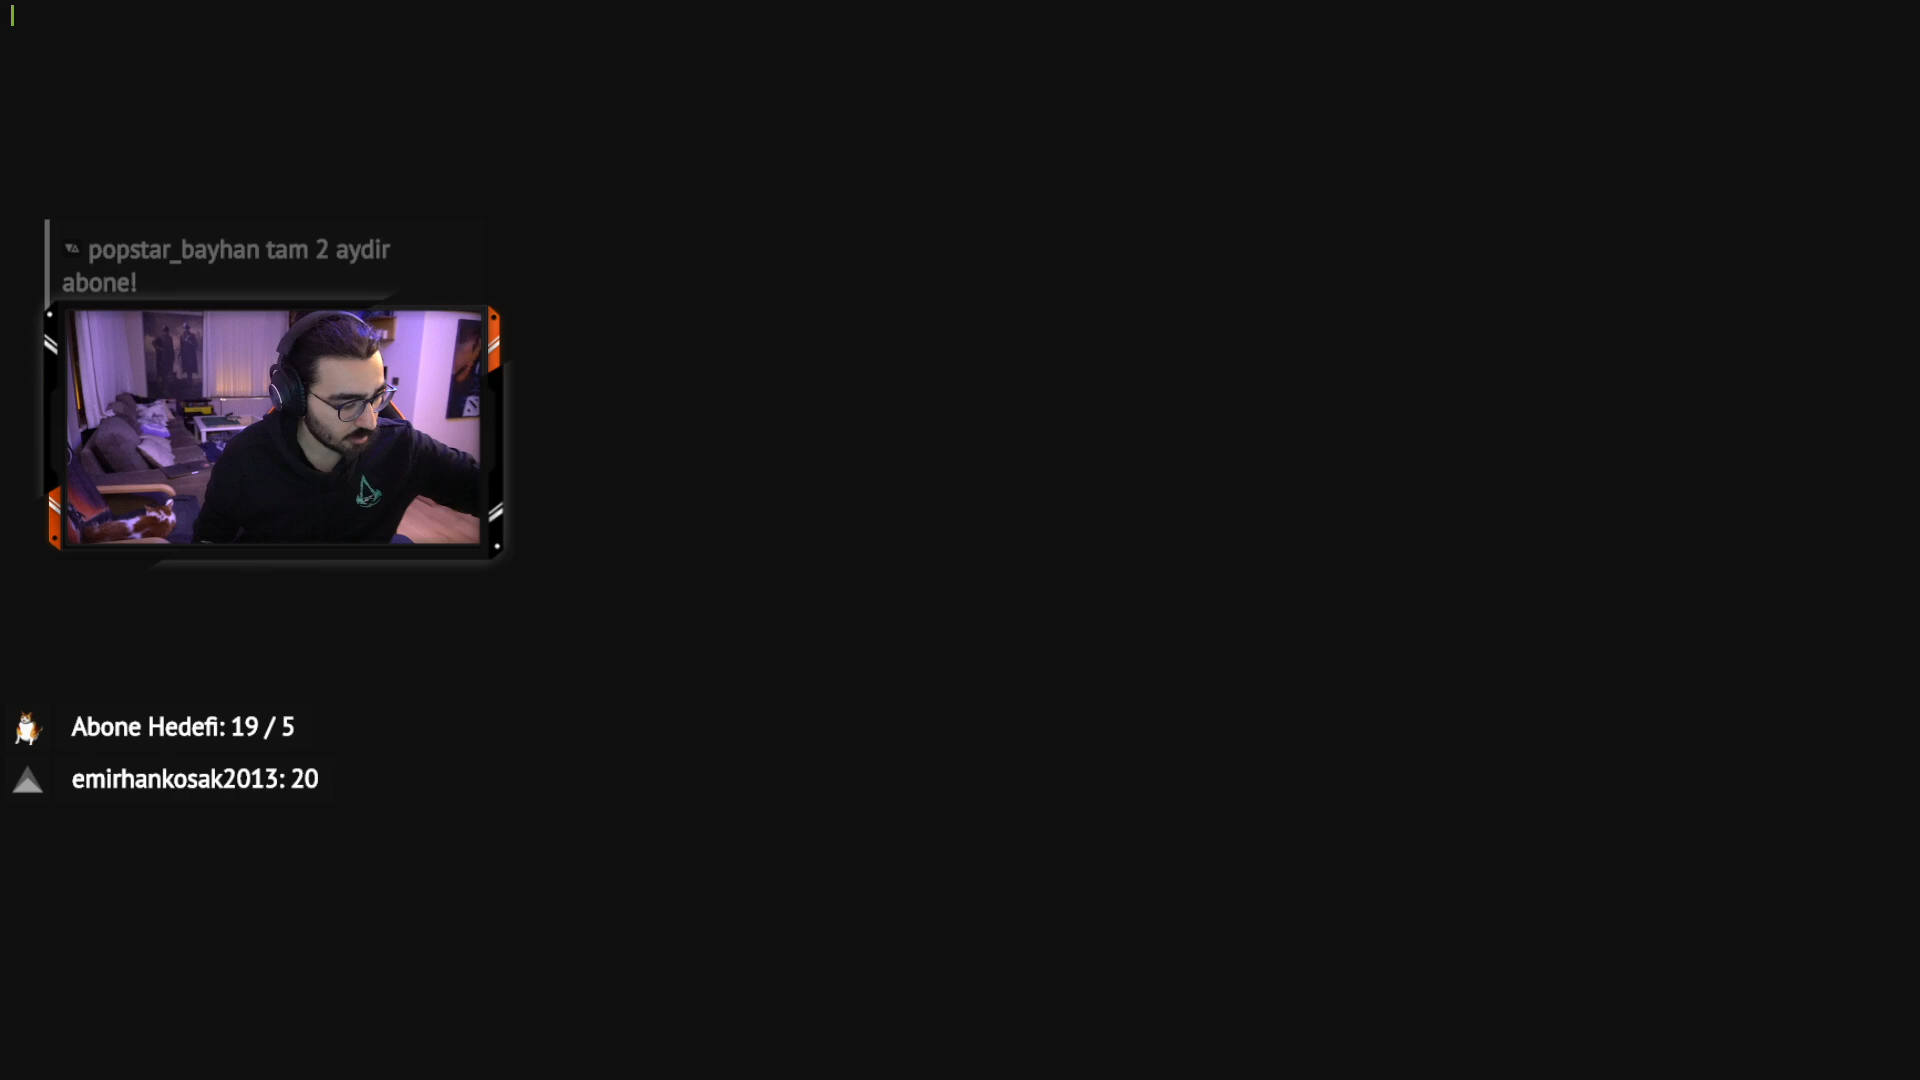 popstar_bayhan tam 2 aydir
abone!
Abone Hedefi: 19 / 5
emirhankosak2013: 20